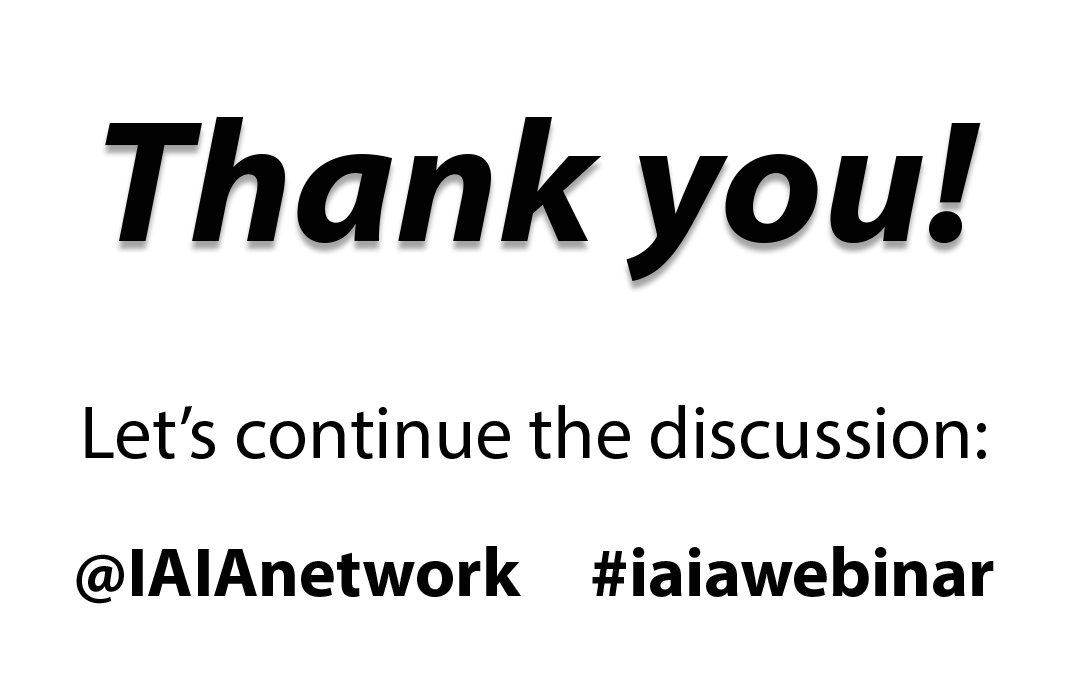 Thank you!
Let’s continue the discussion:
@IAIAnetwork #iaiawebinar